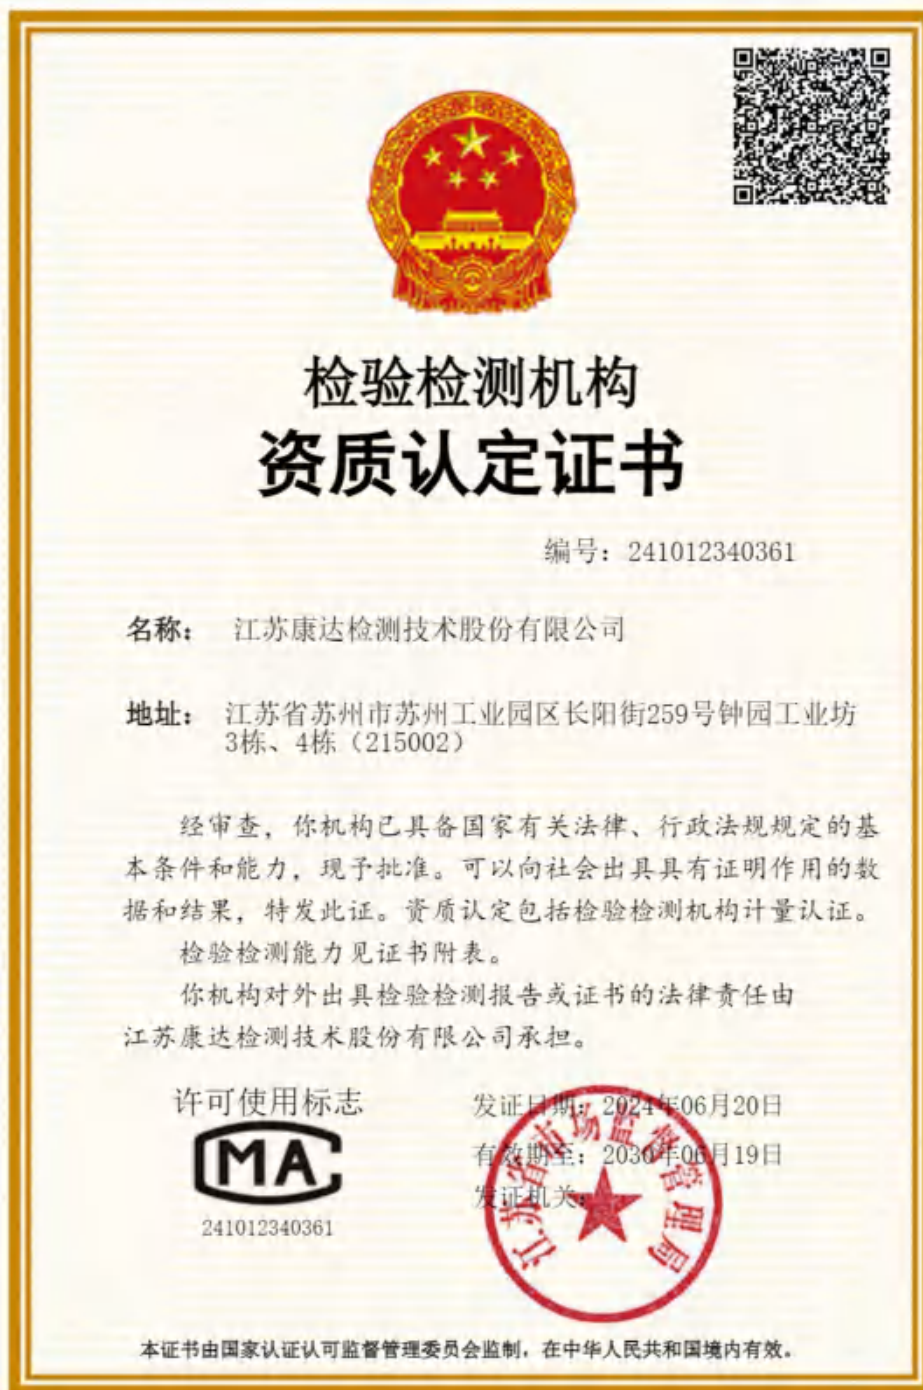 检验检测机构
资质认定证书
编号：241012340361
名称： 江苏康达检测技术股份有限公司
地址： 江苏省苏州市苏州工业园区长阳街259号钟园工业坊
3栋、4栋（215002）
经审查，你机构已具备国家有关法律、行政法规规定的基
本条件和能力，现予批准。可以向社会出具具有证明作用的数
据和结果，特发此证。资质认定包括检验检测机构计量认证。
检验检测能力见证书附表。
你机构对外出具检验检测报告或证书的法律责任由
江苏康达检测技术股份有限公司承担。
许可使用标志
MA
241012340361
发证日期：2024年06月20日
有效期至：2030年06月19日
发证机关：
江苏省市场监督管理局
本证书由国家认证认可监督管理委员会监制，在中华人民共和国境内有效。